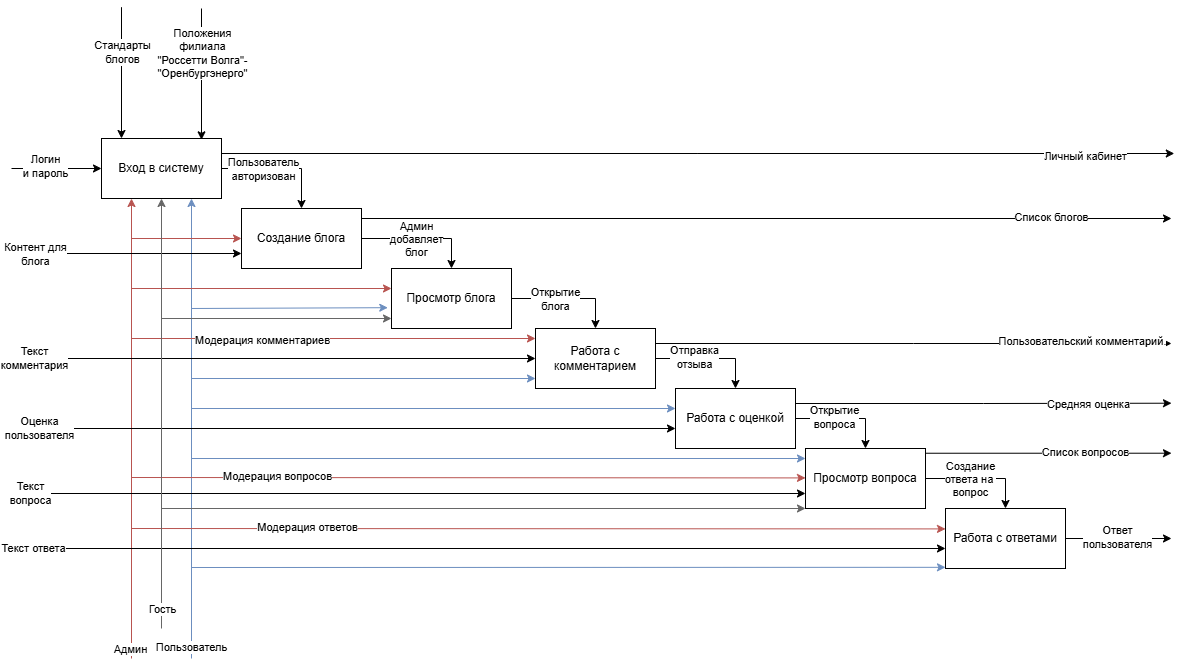 Стандарты
блогов
Положения
филиала
"Россетти Волга"-
"Оренбургэнерго"
Логин
и пароль
Вход в систему
Пользователь
авторизован
Личный кабинет
Контент для
блога
Создание блога
Админ
добавляет
блог
Список блогов
Просмотр блога
Открытие
блога
Текст
комментария
Модерация комментариев
Работа с
комментарием
Отправка
отзыва
Пользовательский комментарий
Оценка
пользователя
Работа с оценкой
Открытие
вопроса
Средняя оценка
Текст
вопроса
Модерация вопросов
Просмотр вопроса
Создание
ответа на
вопрос
Список вопросов
Текст ответа
Модерация ответов
Работа с ответами
Ответ
пользователя
Гость
Админ
Пользователь